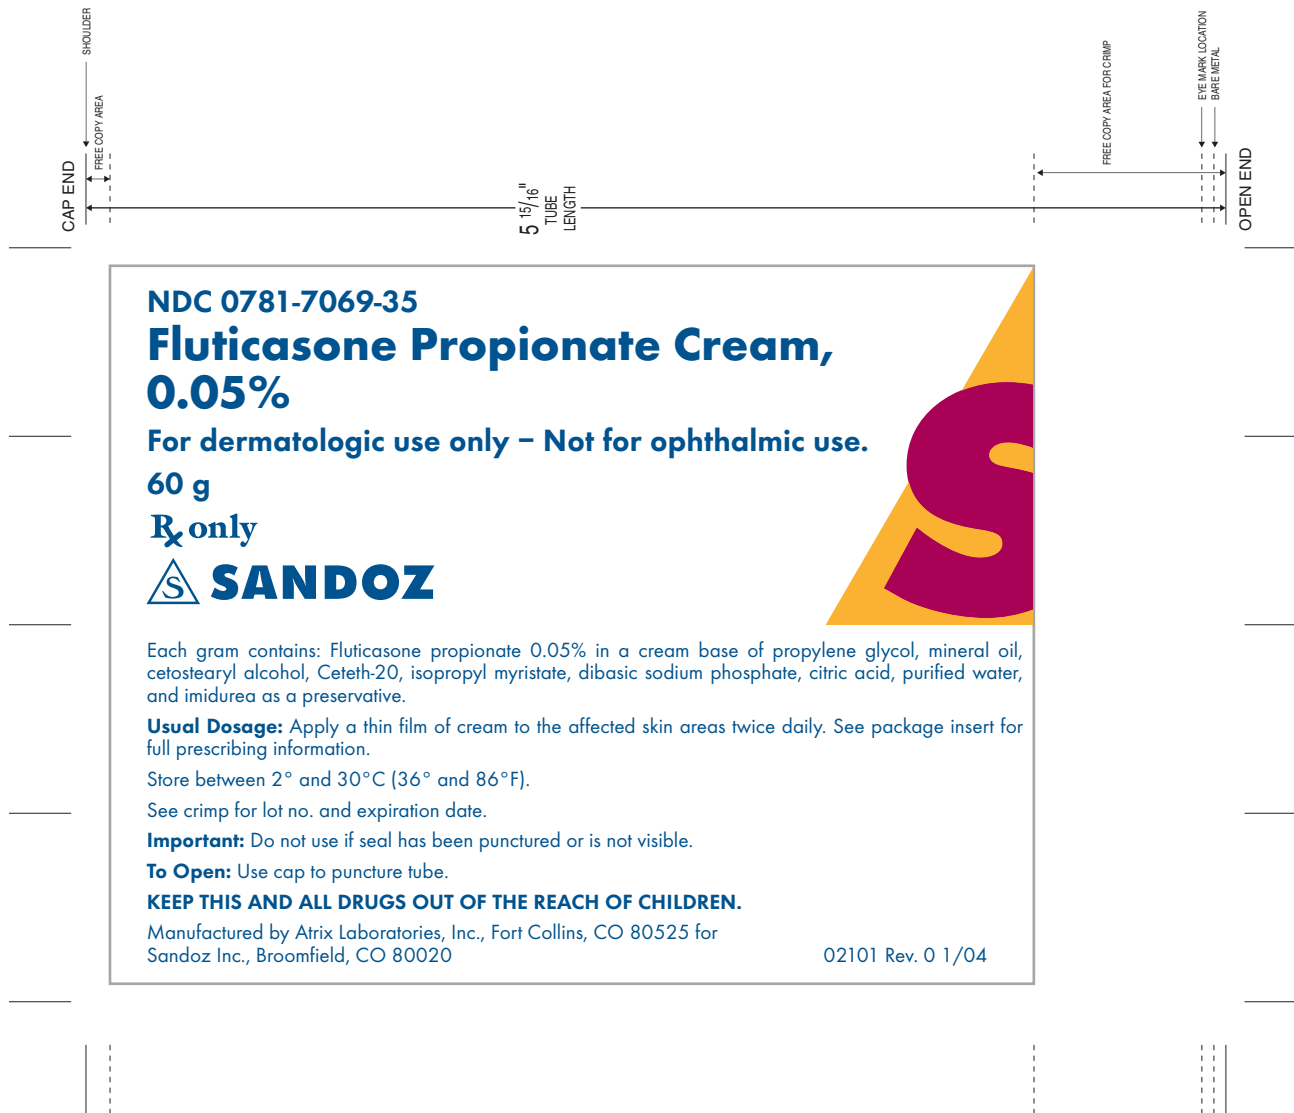 SHOULDER
FREE COPY AREA
CAP END
5 15/16"
TUBE
LENGTH
FREE COPY AREA FOR CRIMP
EYE MARK LOCATION
BARE METAL
OPEN END
NDC 0781-7069-35
Fluticasone Propionate Cream,
0.05%
For dermatologic use only – Not for ophthalmic use.
60 g
℞ only
S SANDOZ
S
Each gram contains: Fluticasone propionate 0.05% in a cream base of propylene glycol, mineral oil,
cetostearyl alcohol, Ceteth-20, isopropyl myristate, dibasic sodium phosphate, citric acid, purified water,
and imidurea as a preservative.
Usual Dosage: Apply a thin film of cream to the affected skin areas twice daily. See package insert for
full prescribing information.
Store between 2° and 30°C (36° and 86°F).
See crimp for lot no. and expiration date.
Important: Do not use if seal has been punctured or is not visible.
To Open: Use cap to puncture tube.
KEEP THIS AND ALL DRUGS OUT OF THE REACH OF CHILDREN.
Manufactured by Atrix Laboratories, Inc., Fort Collins, CO 80525 for
Sandoz Inc., Broomfield, CO 80020
02101 Rev. 0 1/04